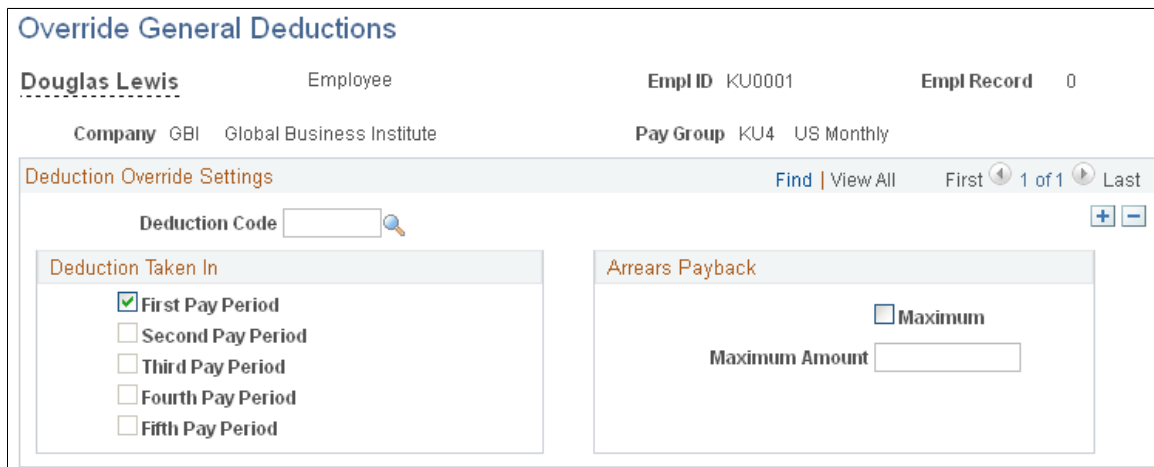 Override General Deductions
Douglas Lewis Employee Empl ID KU0001 Empl Record 0
Company GBI Global Business Institute Pay Group KU4 US Monthly
Deduction Override Settings Find | View All First 1 of 1 Last
Deduction Code
Deduction Taken In
First Pay Period
Second Pay Period
Third Pay Period
Fourth Pay Period
Fifth Pay Period
Arrears Payback
Maximum
Maximum Amount